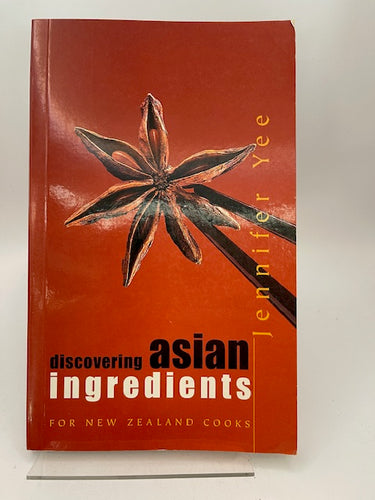 Jennifer Yee
discovering asian
ingredients
FOR NEW ZEALAND COOKS